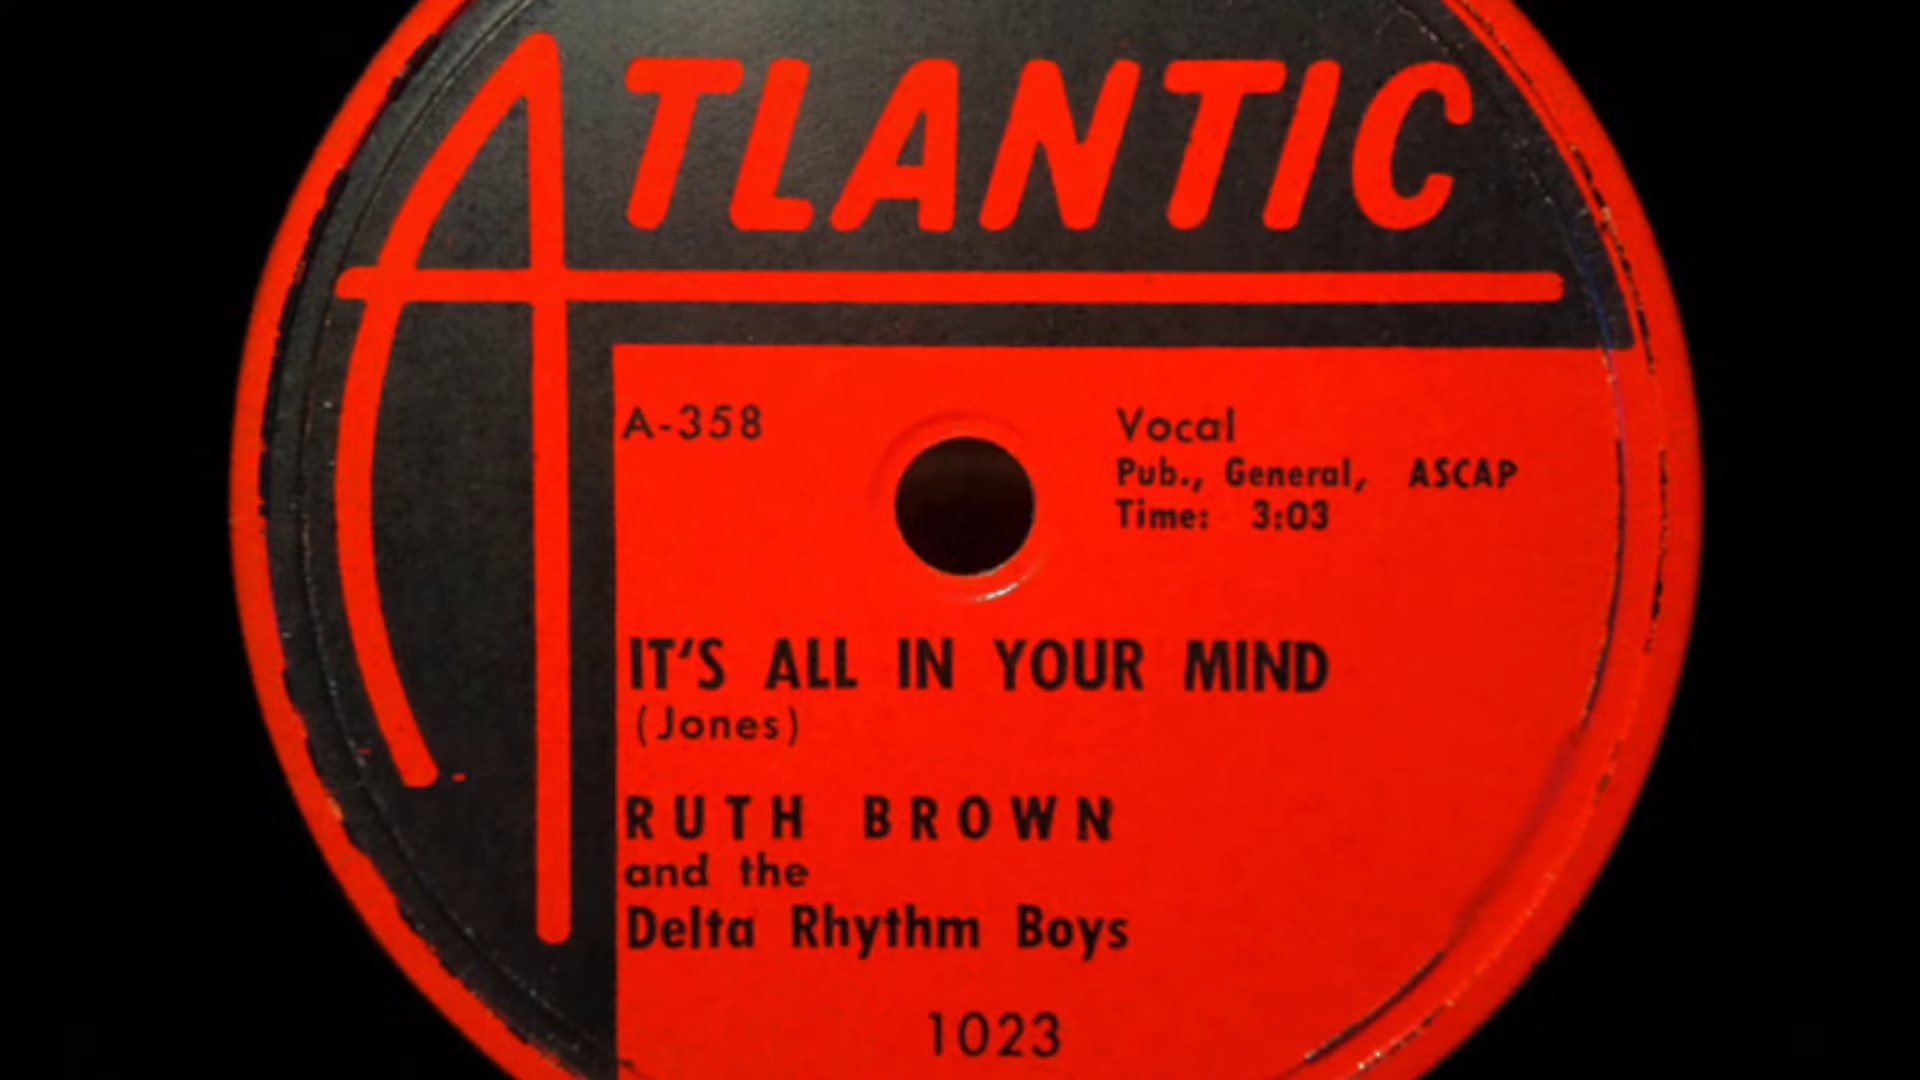 ATLANTIC
A-358
Vocal
Pub., General, ASCAP
Time: 3:03
IT'S ALL IN YOUR MIND
(Jones)
RUTH BROWN
and the
Delta Rhythm Boys
1023